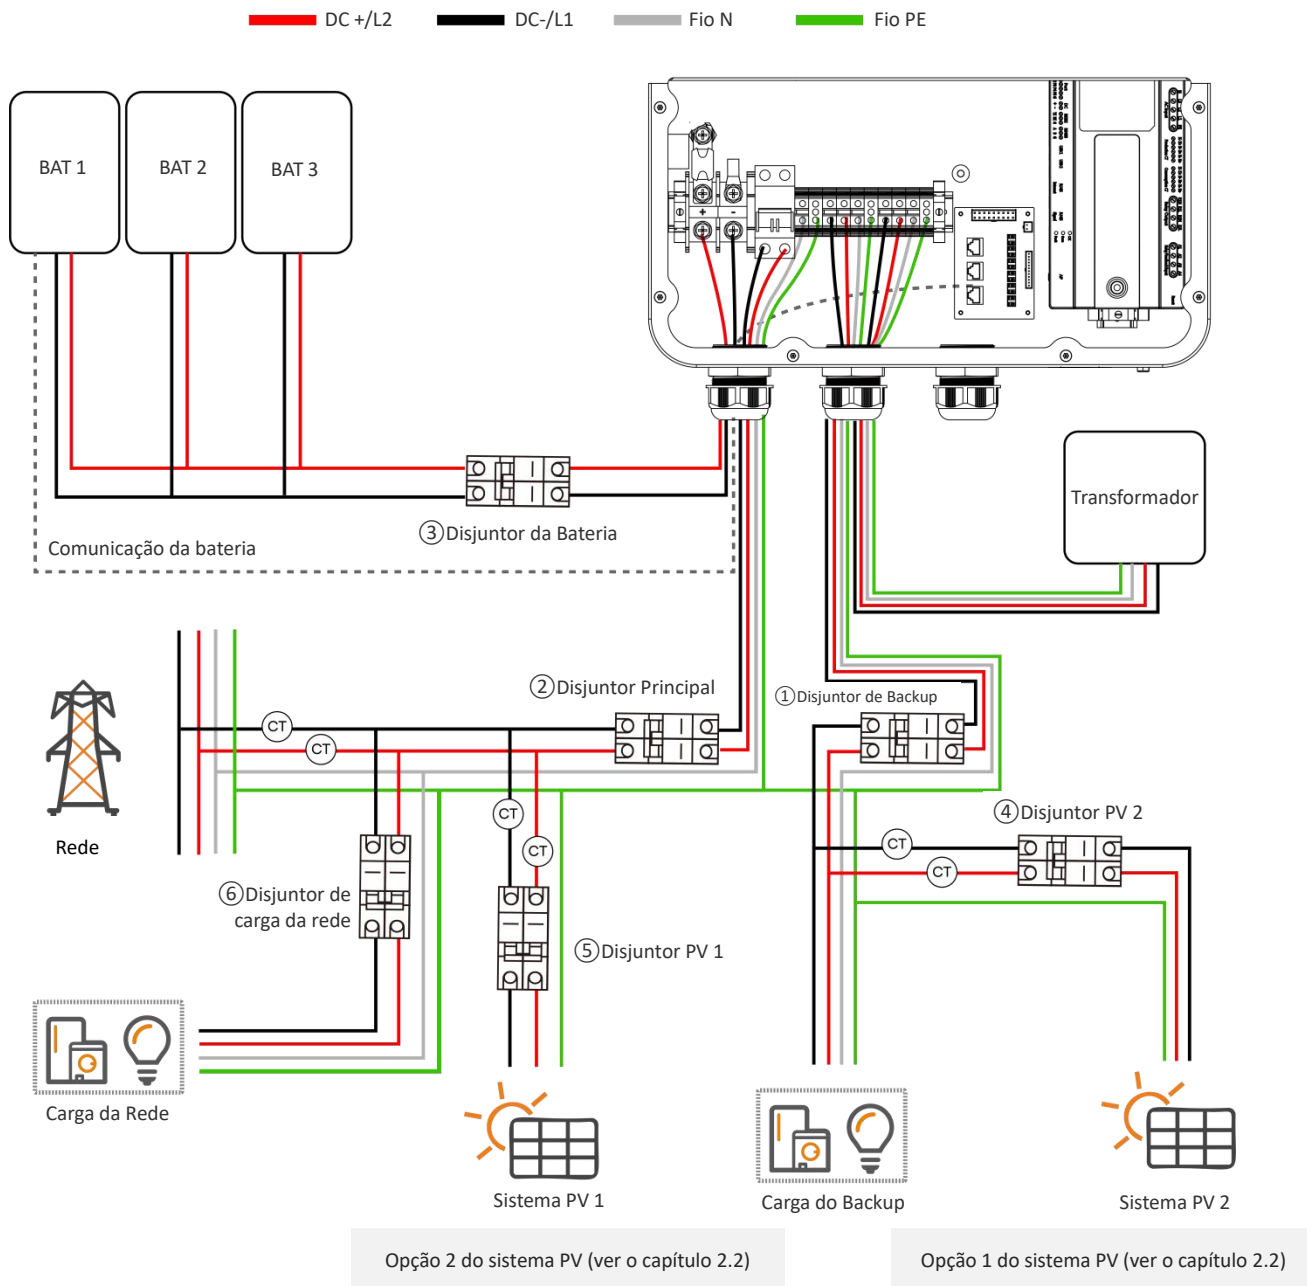 DC +/L2 DC-/L1 Fio N Fio PE
BAT 1 BAT 2 BAT 3
+ -
Transformador
③Disjuntor da Bateria
Comunicação da bateria
②Disjuntor Principal
①Disjuntor de Backup
CT
CT
Rede
CT
CT
④Disjuntor PV 2
CT
CT
⑥Disjuntor de
carga da rede
⑤Disjuntor PV 1
Carga da Rede
Sistema PV 1
Carga do Backup
Sistema PV 2
Opção 2 do sistema PV (ver o capítulo 2.2)
Opção 1 do sistema PV (ver o capítulo 2.2)